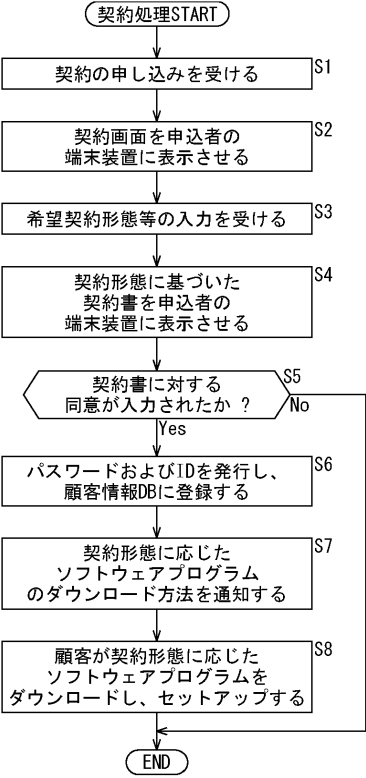 契約処理START
契約の申し込みを受ける
S1
契約画面を申込者の
端末装置に表示させる
S2
希望契約形態等の入力を受ける
S3
契約形態に基づいた
契約書を申込者の
端末装置に表示させる
S4
契約書に対する
同意が入力されたか ?
S5
No
Yes
パスワードおよびIDを発行し、
顧客情報DBに登録する
S6
契約形態に応じた
ソフトウェアプログラム
のダウンロード方法を通知する
S7
顧客が契約形態に応じた
ソフトウェアプログラムを
ダウンロードし、セットアップする
S8
END